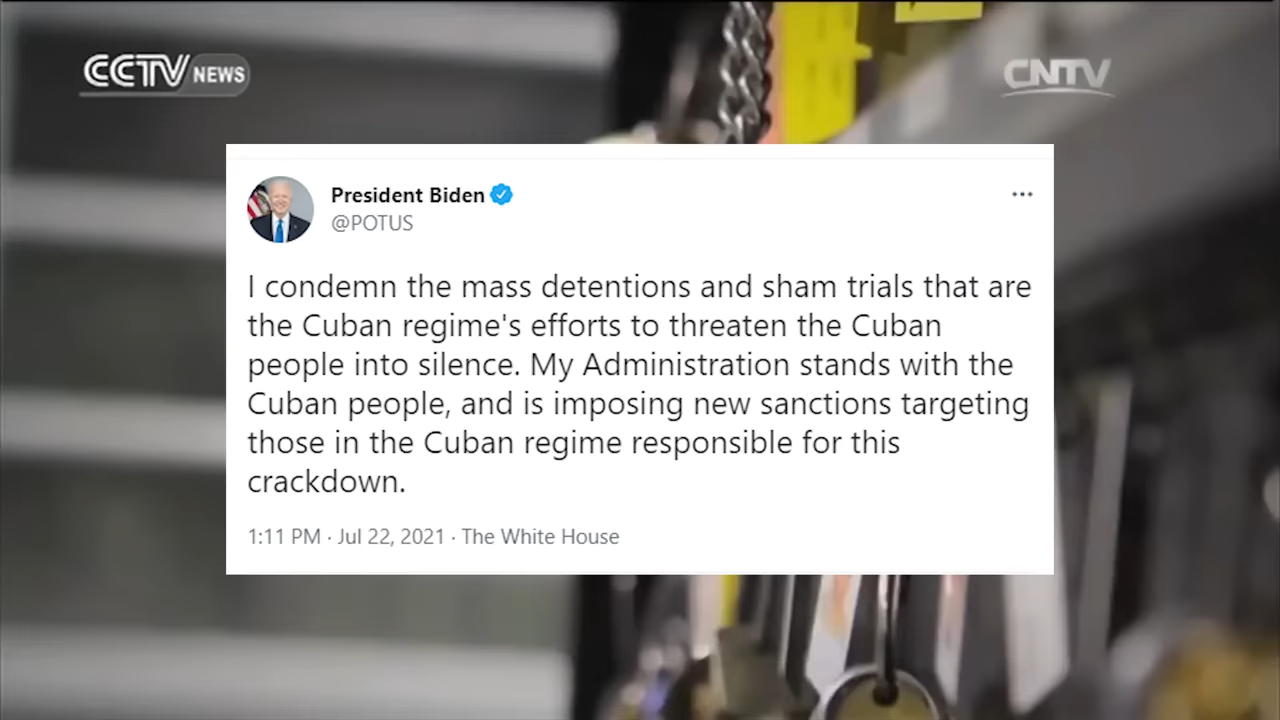 CCTV NEWS
CNTV
President Biden
@POTUS
I condemn the mass detentions and sham trials that are
the Cuban regime's efforts to threaten the Cuban
people into silence. My Administration stands with the
Cuban people, and is imposing new sanctions targeting
those in the Cuban regime responsible for this
crackdown.
1:11 PM · Jul 22, 2021 · The White House